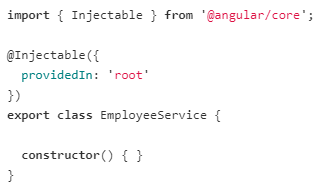 import { Injectable } from '@angular/core';
@Injectable({
  providedIn: 'root'
})
export class EmployeeService {
  constructor() { }
}